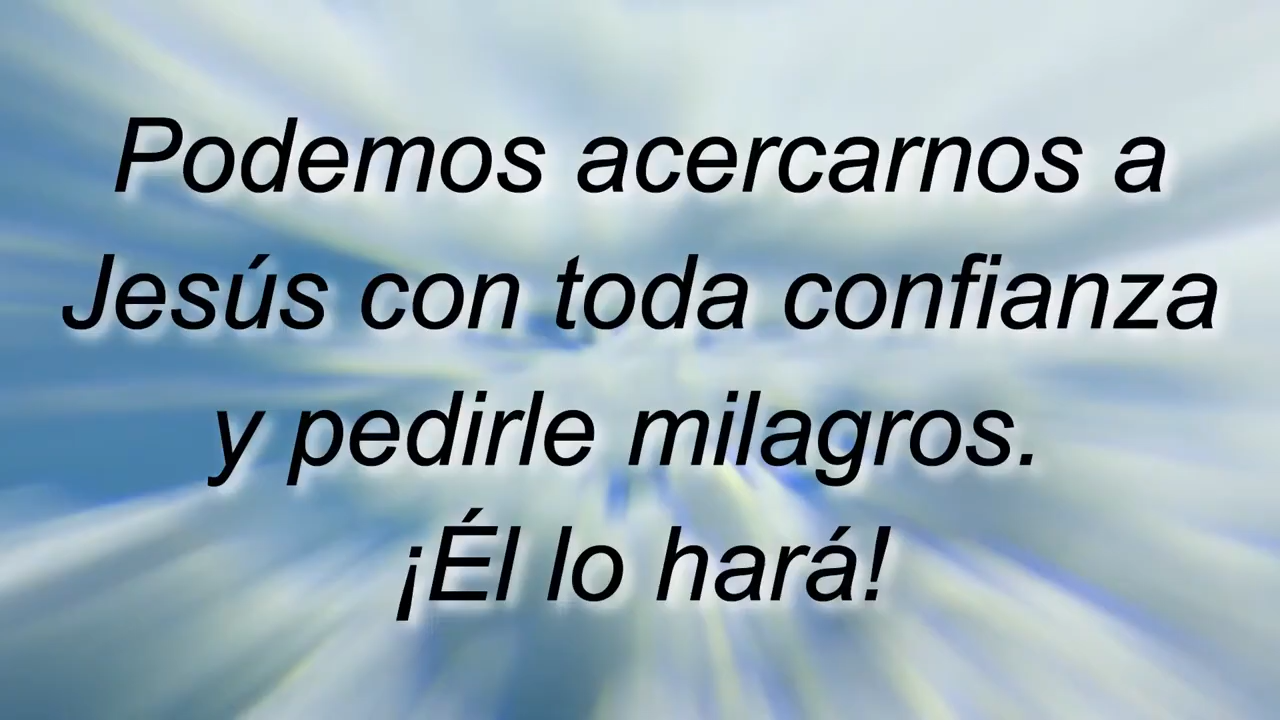 Podemos acercarnos a
Jesús con toda confianza
y pedirle milagros.
¡Él lo hará!